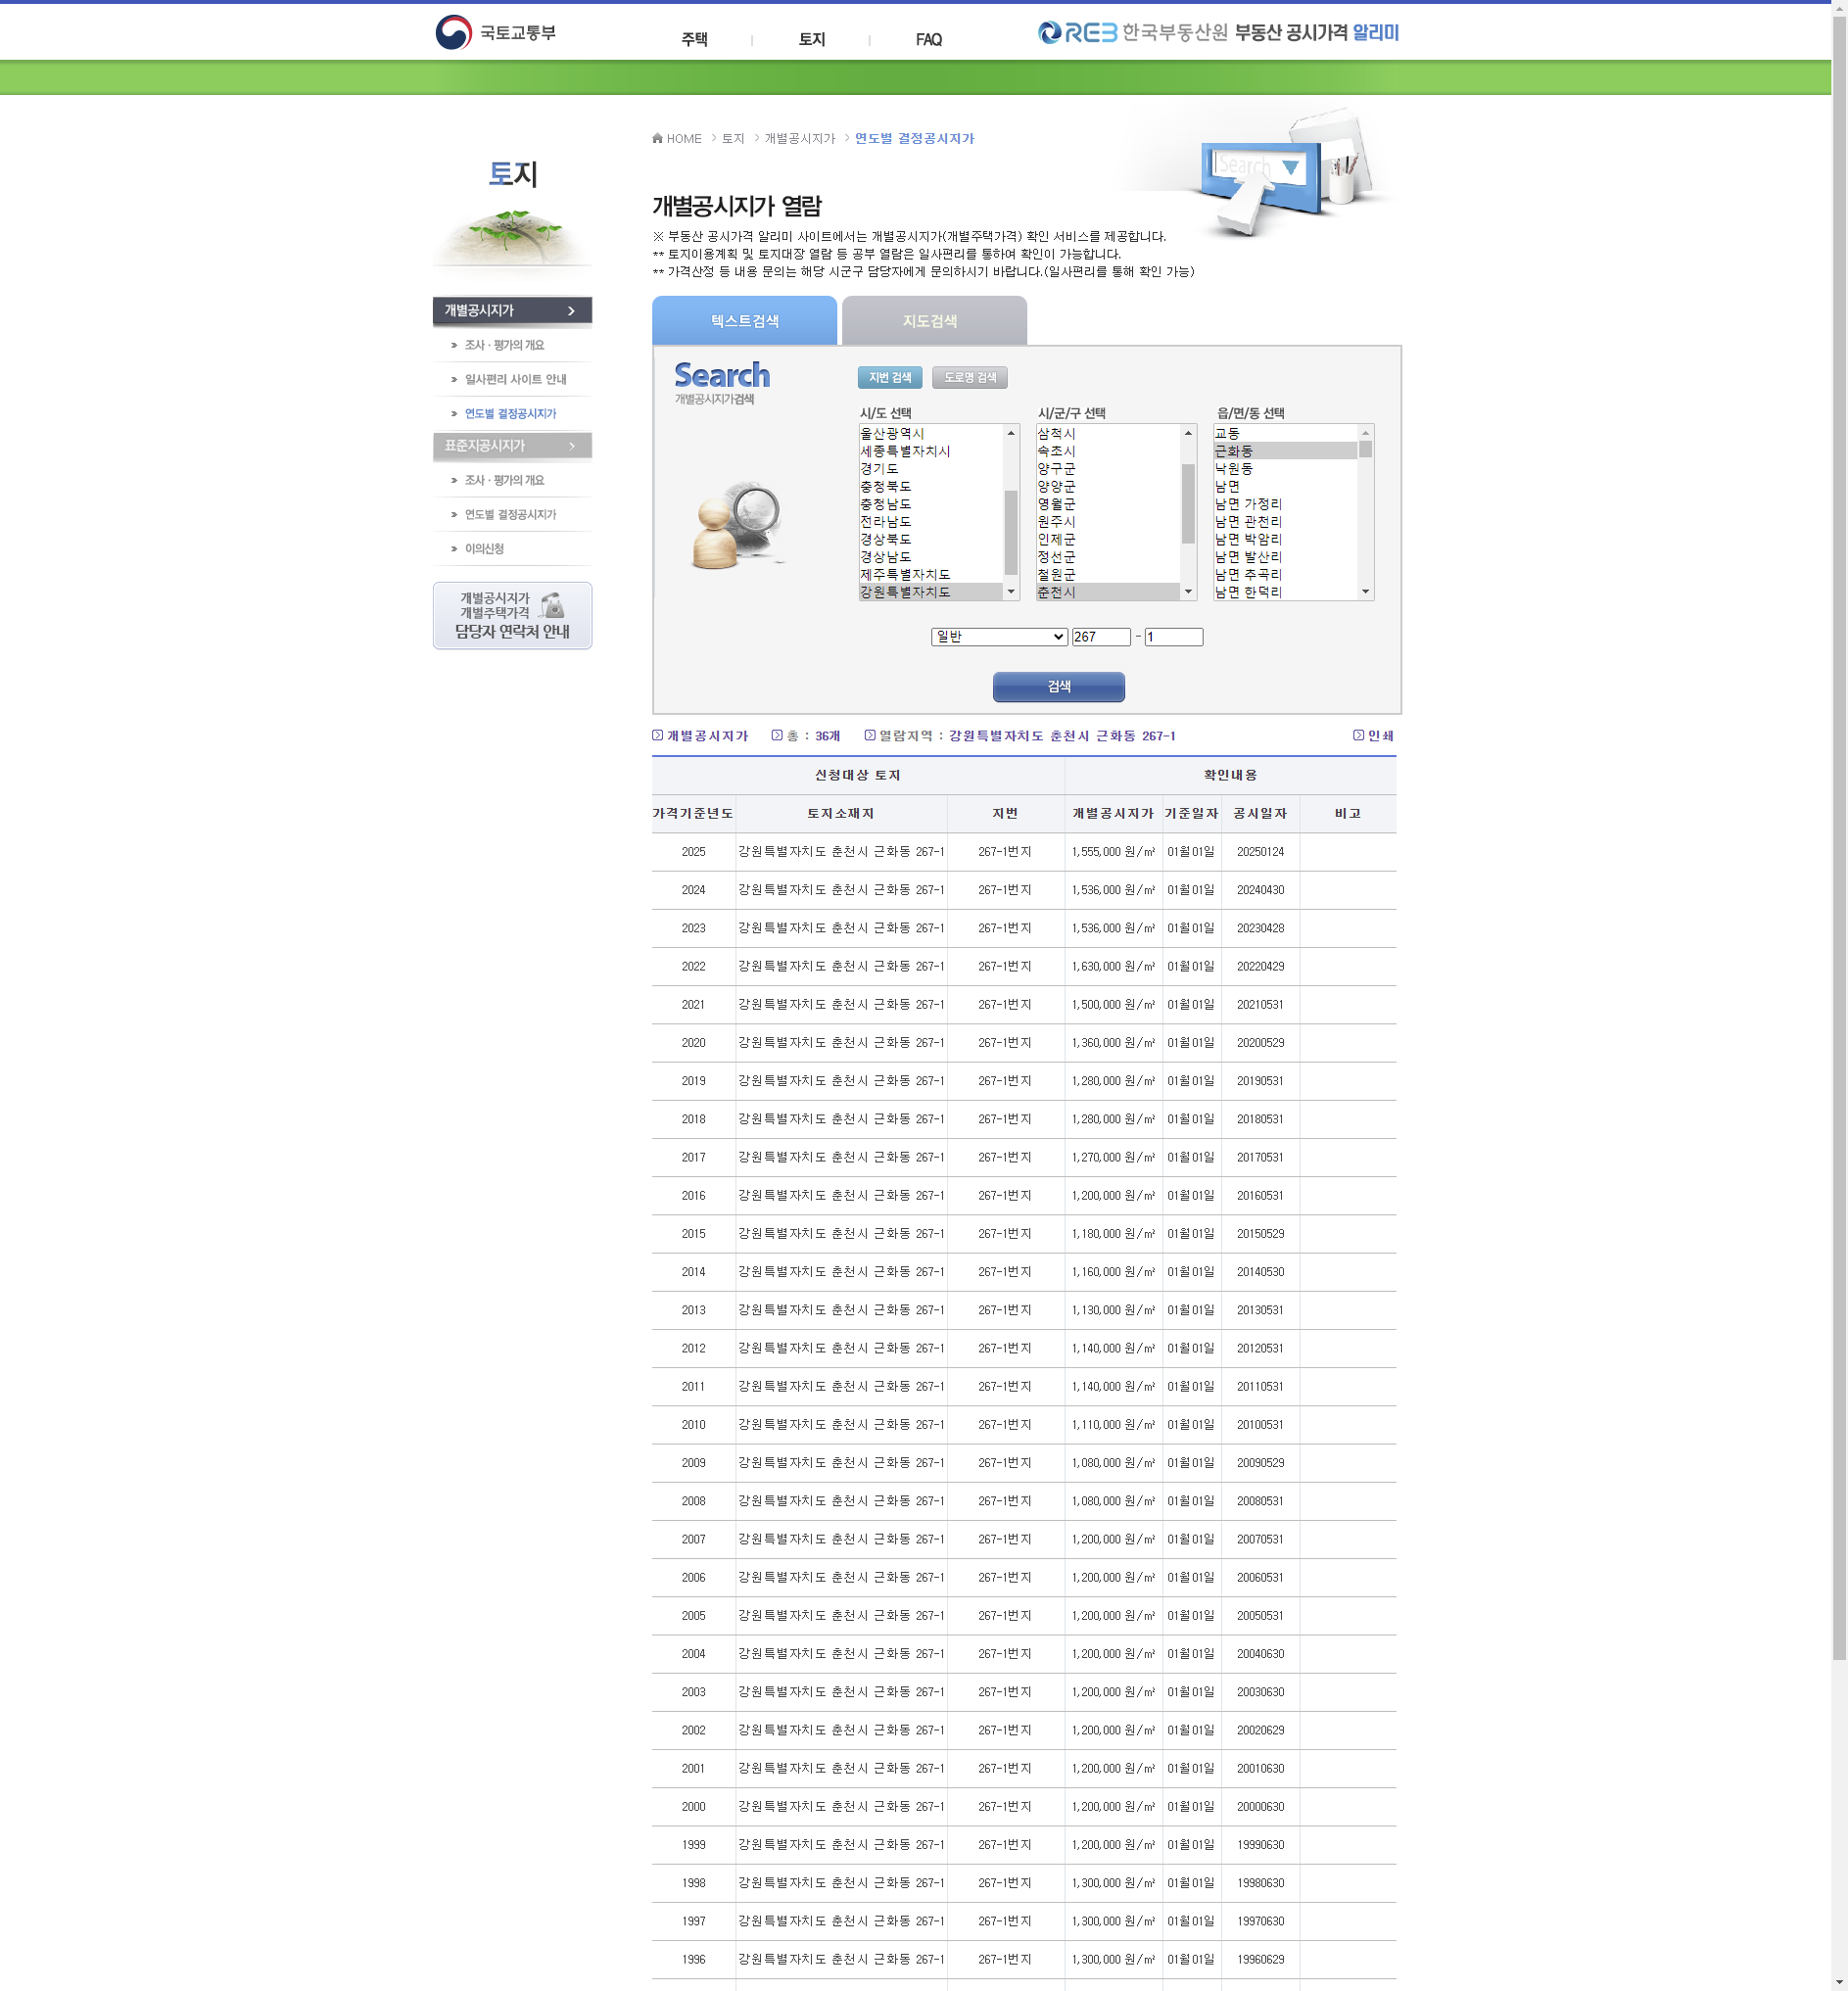 국토교통부
주택
토지
FAQ
REB 한국부동산원 부동산 공시가격 알리미
HOME > 토지 > 개별공시지가 > 연도별 결정공시지가
Search
토지
개별공시지가 열람
※ 부동산 공시가격 알리미 사이트에서는 개별공시지가(개별주택가격) 확인 서비스를 제공합니다.
** 토지이용계획 및 토지대장 열람 등 공부 열람은 일사편리를 통하여 확인이 가능합니다.
** 가격산정 등 내용 문의는 해당 시군구 담당자에게 문의하시기 바랍니다.(일사편리를 통해 확인 가능)
개별공시지가
조사 · 평가의 개요
일사편리 사이트 안내
연도별 결정공시지가
표준지공시지가
조사 · 평가의 개요
연도별 결정공시지가
이의신청
개별공시지가
개별주택가격
담당자 연락처 안내
텍스트검색
지도검색
Search
개별공시지가검색
지번 검색
도로명 검색
시/도 선택
울산광역시
세종특별자치시
경기도
충청북도
충청남도
전라남도
경상북도
경상남도
제주특별자치도
강원특별자치도
시/군/구 선택
삼척시
속초시
양구군
양양군
영월군
원주시
인제군
정선군
철원군
춘천시
읍/면/동 선택
교동
근화동
낙원동
남면
남면 가정리
남면 관천리
남면 박암리
남면 발산리
남면 추곡리
남면 한덕리
일반 267 - 1
검색
개별공시지가 총 : 36개 열람지역 : 강원특별자치도 춘천시 근화동 267-1 인쇄
신청대상 토지 확인내용
가격기준년도 토지소재지 지번 개별공시지가 기준일자 공시일자 비고
2025 강원특별자치도 춘천시 근화동 267-1 267-1번지 1,555,000 원/㎡ 01월01일 20250124
2024 강원특별자치도 춘천시 근화동 267-1 267-1번지 1,536,000 원/㎡ 01월01일 20240430
2023 강원특별자치도 춘천시 근화동 267-1 267-1번지 1,536,000 원/㎡ 01월01일 20230428
2022 강원특별자치도 춘천시 근화동 267-1 267-1번지 1,630,000 원/㎡ 01월01일 20220429
2021 강원특별자치도 춘천시 근화동 267-1 267-1번지 1,500,000 원/㎡ 01월01일 20210531
2020 강원특별자치도 춘천시 근화동 267-1 267-1번지 1,360,000 원/㎡ 01월01일 20200529
2019 강원특별자치도 춘천시 근화동 267-1 267-1번지 1,280,000 원/㎡ 01월01일 20190531
2018 강원특별자치도 춘천시 근화동 267-1 267-1번지 1,280,000 원/㎡ 01월01일 20180531
2017 강원특별자치도 춘천시 근화동 267-1 267-1번지 1,270,000 원/㎡ 01월01일 20170531
2016 강원특별자치도 춘천시 근화동 267-1 267-1번지 1,200,000 원/㎡ 01월01일 20160531
2015 강원특별자치도 춘천시 근화동 267-1 267-1번지 1,180,000 원/㎡ 01월01일 20150529
2014 강원특별자치도 춘천시 근화동 267-1 267-1번지 1,160,000 원/㎡ 01월01일 20140530
2013 강원특별자치도 춘천시 근화동 267-1 267-1번지 1,130,000 원/㎡ 01월01일 20130531
2012 강원특별자치도 춘천시 근화동 267-1 267-1번지 1,140,000 원/㎡ 01월01일 20120531
2011 강원특별자치도 춘천시 근화동 267-1 267-1번지 1,140,000 원/㎡ 01월01일 20110531
2010 강원특별자치도 춘천시 근화동 267-1 267-1번지 1,110,000 원/㎡ 01월01일 20100531
2009 강원특별자치도 춘천시 근화동 267-1 267-1번지 1,080,000 원/㎡ 01월01일 20090529
2008 강원특별자치도 춘천시 근화동 267-1 267-1번지 1,080,000 원/㎡ 01월01일 20080531
2007 강원특별자치도 춘천시 근화동 267-1 267-1번지 1,200,000 원/㎡ 01월01일 20070531
2006 강원특별자치도 춘천시 근화동 267-1 267-1번지 1,200,000 원/㎡ 01월01일 20060531
2005 강원특별자치도 춘천시 근화동 267-1 267-1번지 1,200,000 원/㎡ 01월01일 20050531
2004 강원특별자치도 춘천시 근화동 267-1 267-1번지 1,200,000 원/㎡ 01월01일 20040630
2003 강원특별자치도 춘천시 근화동 267-1 267-1번지 1,200,000 원/㎡ 01월01일 20030630
2002 강원특별자치도 춘천시 근화동 267-1 267-1번지 1,200,000 원/㎡ 01월01일 20020629
2001 강원특별자치도 춘천시 근화동 267-1 267-1번지 1,200,000 원/㎡ 01월01일 20010630
2000 강원특별자치도 춘천시 근화동 267-1 267-1번지 1,200,000 원/㎡ 01월01일 20000630
1999 강원특별자치도 춘천시 근화동 267-1 267-1번지 1,200,000 원/㎡ 01월01일 19990630
1998 강원특별자치도 춘천시 근화동 267-1 267-1번지 1,300,000 원/㎡ 01월01일 19980630
1997 강원특별자치도 춘천시 근화동 267-1 267-1번지 1,300,000 원/㎡ 01월01일 19970630
1996 강원특별자치도 춘천시 근화동 267-1 267-1번지 1,300,000 원/㎡ 01월01일 19960629